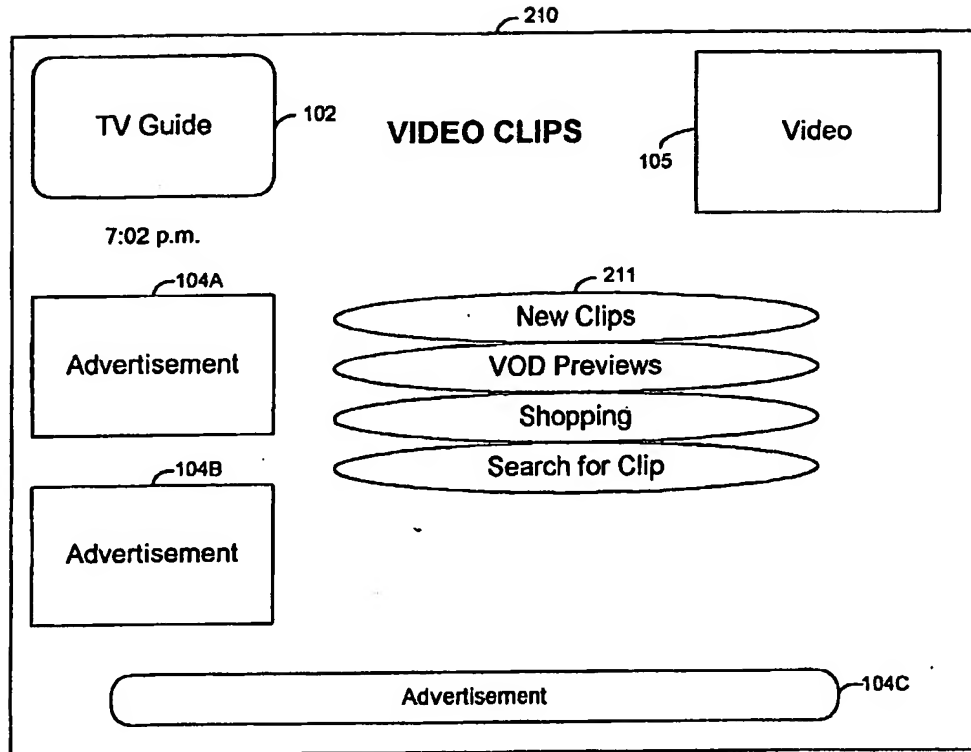 210
TV Guide
102
VIDEO CLIPS
Video
105
7:02 p.m.
104A
Advertisement
211
New Clips
VOD Previews
Shopping
Search for Clip
104B
Advertisement
Advertisement
104C